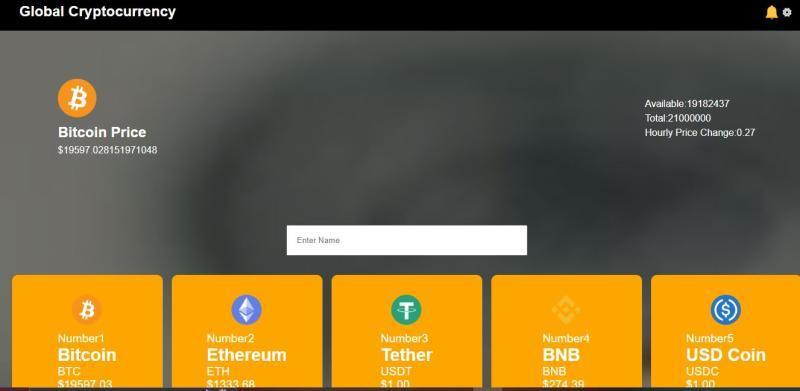 Global Cryptocurrency
Bitcoin Price
$19597.028151971048
Available:19182437
Total:21000000
Hourly Price Change:0.27
Enter Name
Number1
Bitcoin
BTC
$19597.03
Number2
Ethereum
ETH
$1333.68
Number3
Tether
USDT
$1.00
Number4
BNB
BNB
$274.39
Number5
USD Coin
USDC
$1.00